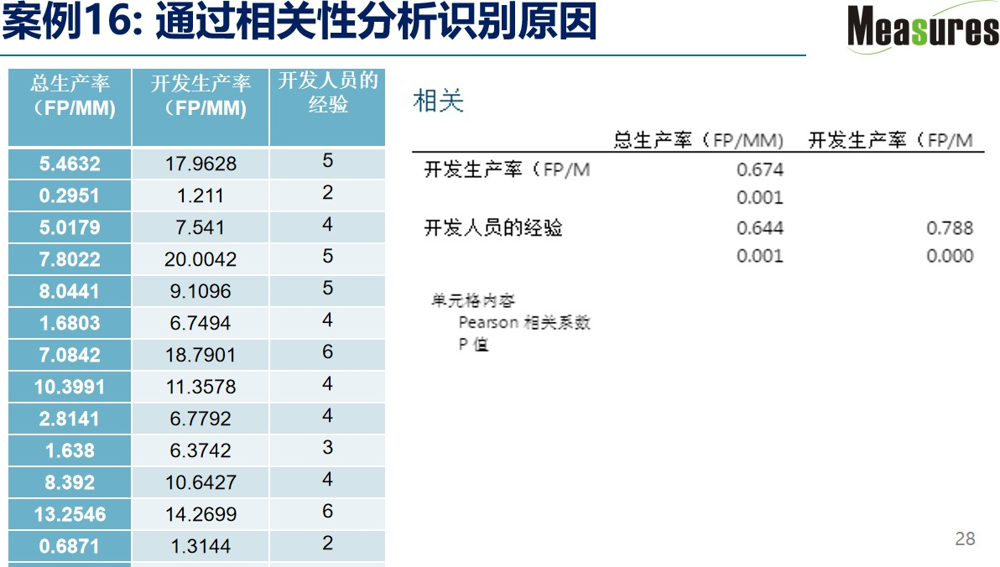 案例16: 通过相关性分析识别原因
Measures
总生产率 开发生产率 开发人员的
（FP/MM) （FP/MM) 经验
5.4632 17.9628 5
0.2951 1.211 2
5.0179 7.541 4
7.8022 20.0042 5
8.0441 9.1096 5
1.6803 6.7494 4
7.0842 18.7901 6
10.3991 11.3578 4
2.8141 6.7792 4
1.638 6.3742 3
8.392 10.6427 4
13.2546 14.2699 6
0.6871 1.3144 2
相关
总生产率（FP/MM) 开发生产率（FP/M
开发生产率（FP/M 0.674
0.001
开发人员的经验 0.644 0.788
0.001 0.000
单元格内容
Pearson 相关系数
P 值
28